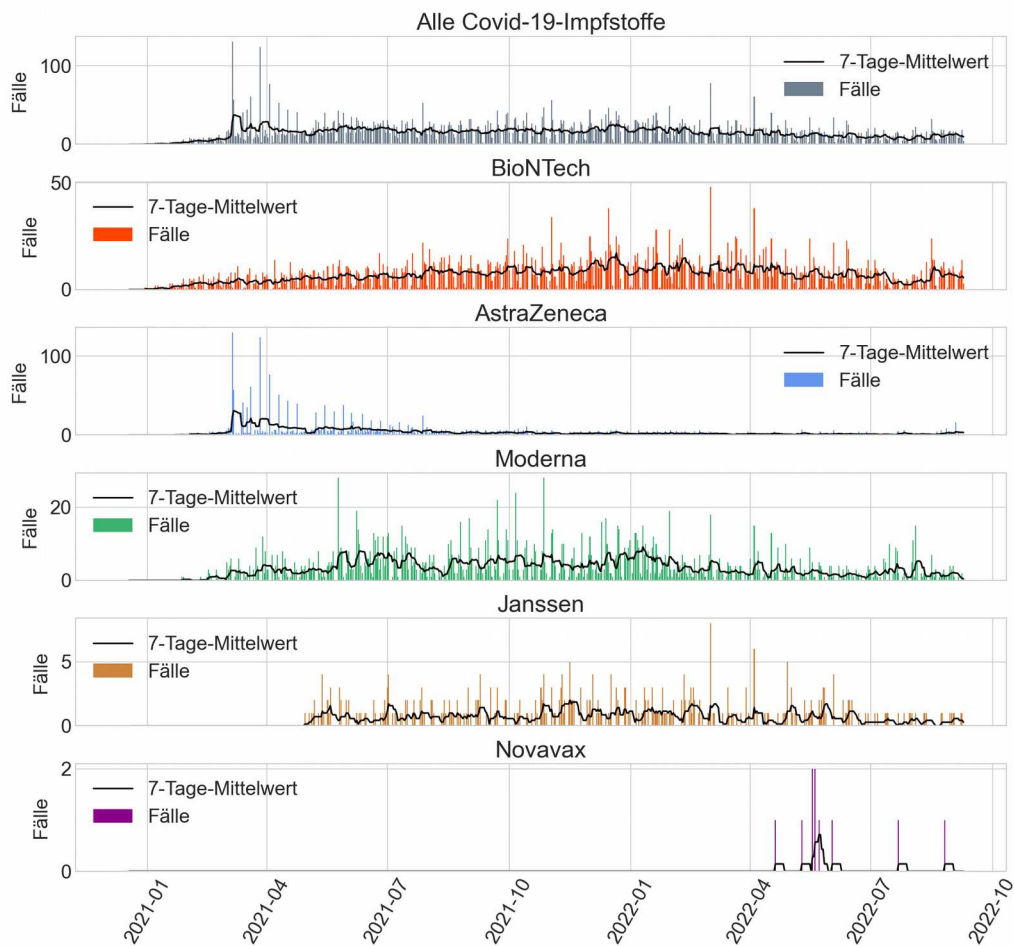 Alle Covid-19-Impfstoffe
Fälle
100
0
7-Tage-Mittelwert
Fälle
BioNTech
Fälle
50
25
0
7-Tage-Mittelwert
Fälle
AstraZeneca
Fälle
100
0
7-Tage-Mittelwert
Fälle
Moderna
Fälle
20
0
7-Tage-Mittelwert
Fälle
Janssen
Fälle
5
0
7-Tage-Mittelwert
Fälle
Novavax
Fälle
2
0
7-Tage-Mittelwert
Fälle
2021-01
2021-04
2021-07
2021-10
2022-01
2022-04
2022-07
2022-10